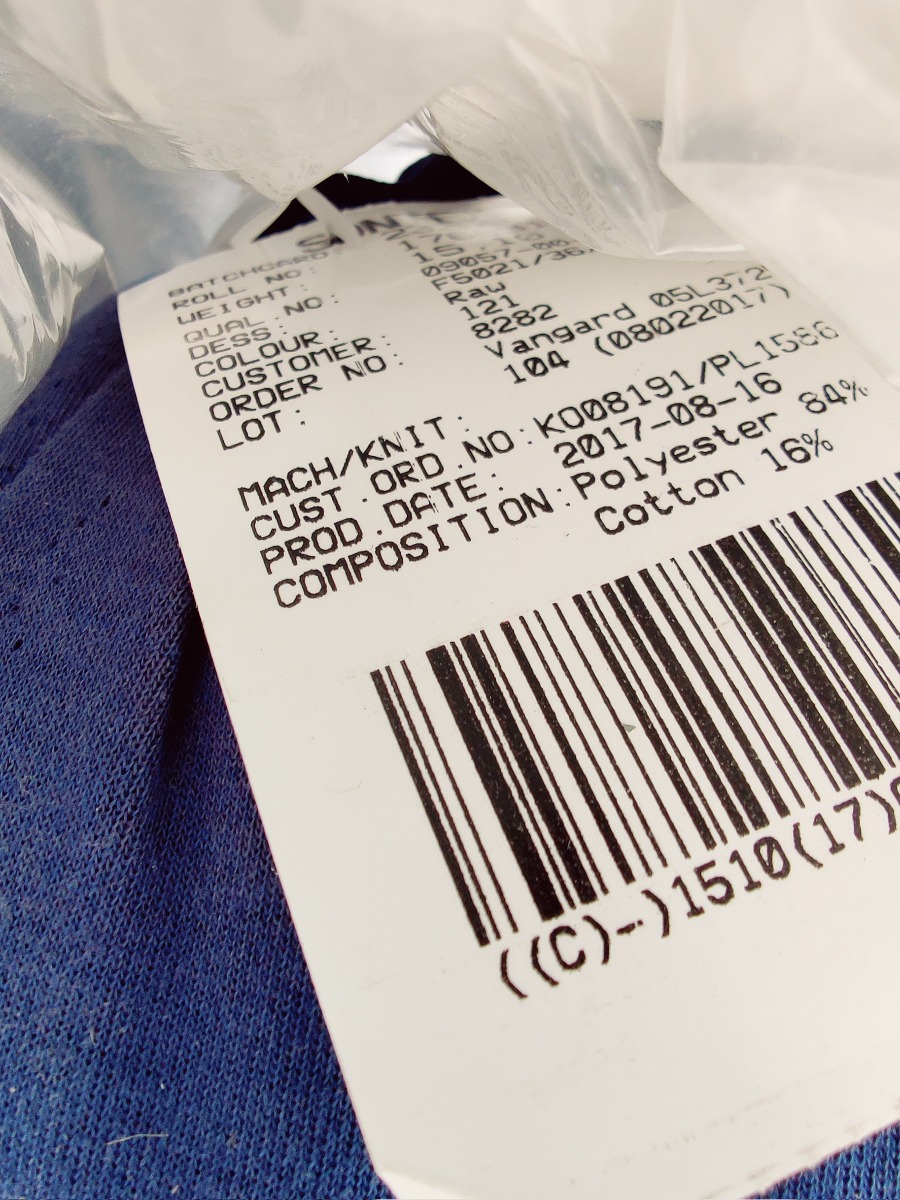 BATCHCARD:
ROLL NO:
WEIGHT:
QUAL. NO:
DESS:
COLOUR: F5021/36
CUSTOMER: Raw
ORDER NO: 121
LOT: 8282
Vangard 05L372
MACH/KNIT: 104 (08022017)
CUST.ORD.NO: K008191/PL1586
PROD.DATE: 2017-08-16
COMPOSITION: Polyester 84%
Cotton 16%
((C)-)1510(17)